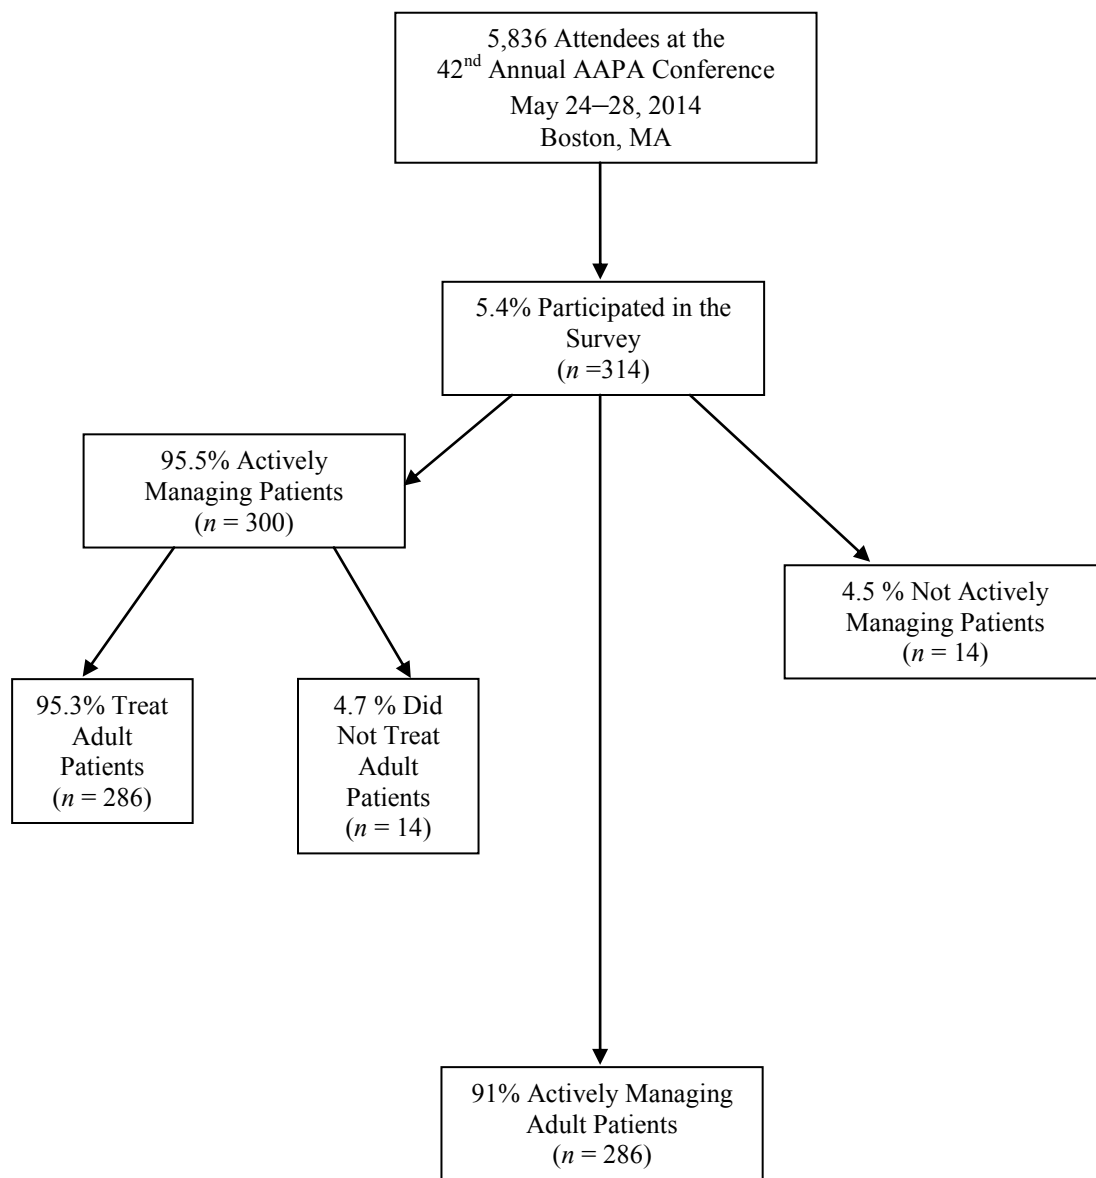 5,836 Attendees at the
42nd Annual AAPA Conference
May 24–28, 2014
Boston, MA
5.4% Participated in the
Survey
(n =314)
95.5% Actively
Managing Patients
(n = 300)
4.5 % Not Actively
Managing Patients
(n = 14)
95.3% Treat
Adult
Patients
(n = 286)
4.7 % Did
Not Treat
Adult
Patients
(n = 14)
91% Actively Managing
Adult Patients
(n = 286)